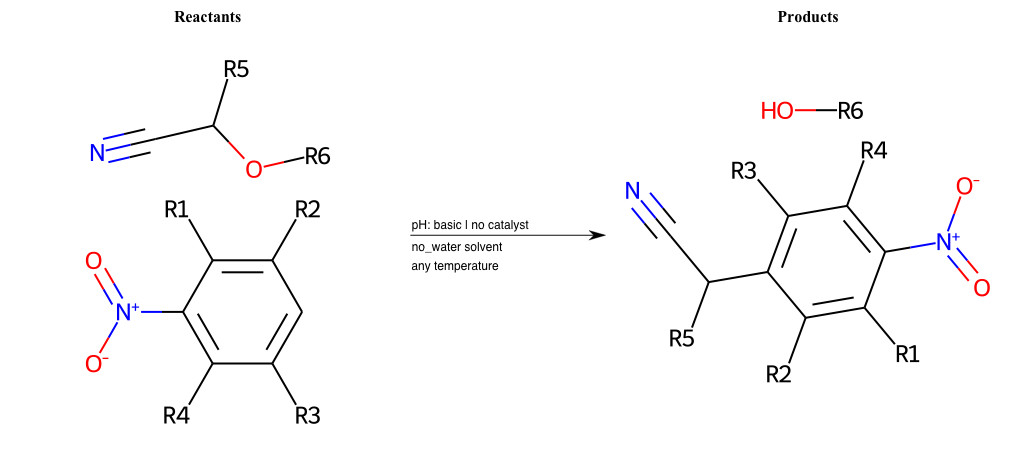 Reactants
Products
R5
N
O
R6
HO
R6
R3
R4
N
O-
N+
O
R5
R2
R1
R1
R2
O
N+
O-
R4
R3
pH: basic | no catalyst
no_water solvent
any temperature